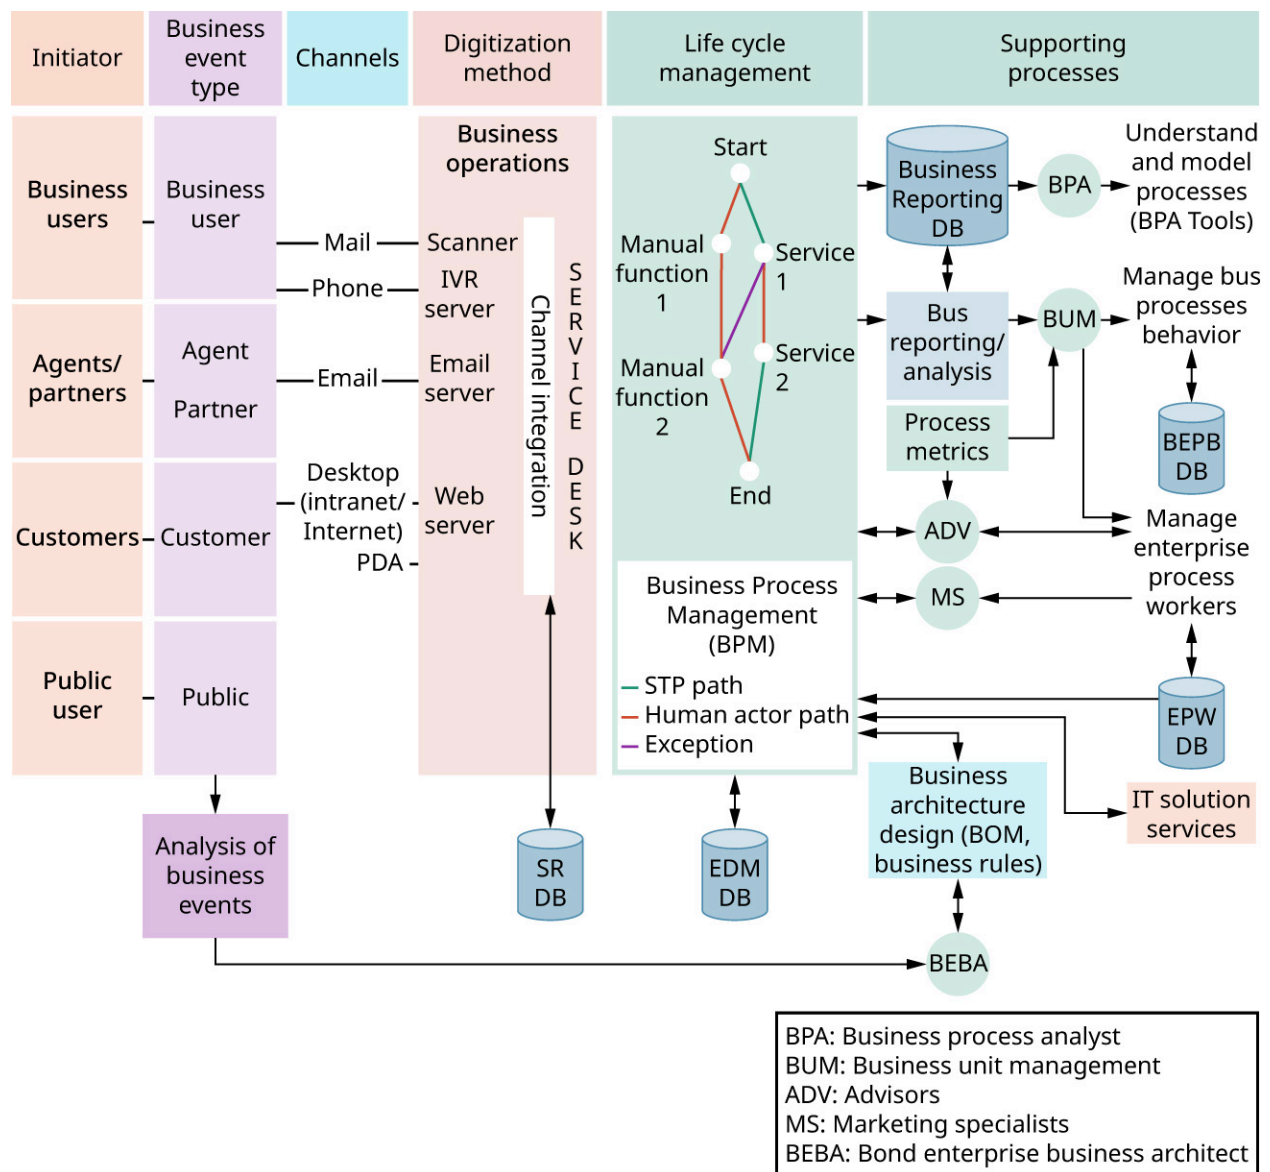 Initiator
Business
event
type
Channels
Digitization
method
Life cycle
management
Supporting
processes
Business
users
Agents/
partners
Customers
Public
user
Business
user
Agent
Partner
Customer
Public
Analysis of
business
events
Mail
Phone
Email
Desktop
(intranet/
Internet)
PDA
Business
operations
Scanner
IVR
server
Email
server
Web
server
Channel integration
SERVICE DESK
SR
DB
Start
Manual
function
1
Service
1
Manual
function
2
Service
2
End
Business Process
Management
(BPM)
STP path
Human actor path
Exception
EDM
DB
Business
Reporting
DB
BPA
Understand
and model
processes
(BPA Tools)
Bus
reporting/
analysis
BUM
Manage bus
processes
behavior
Process
metrics
BEPB
DB
ADV
MS
Manage
enterprise
process
workers
EPW
DB
Business
architecture
design (BOM,
business rules)
IT solution
services
BEBA
BPA: Business process analyst
BUM: Business unit management
ADV: Advisors
MS: Marketing specialists
BEBA: Bond enterprise business architect